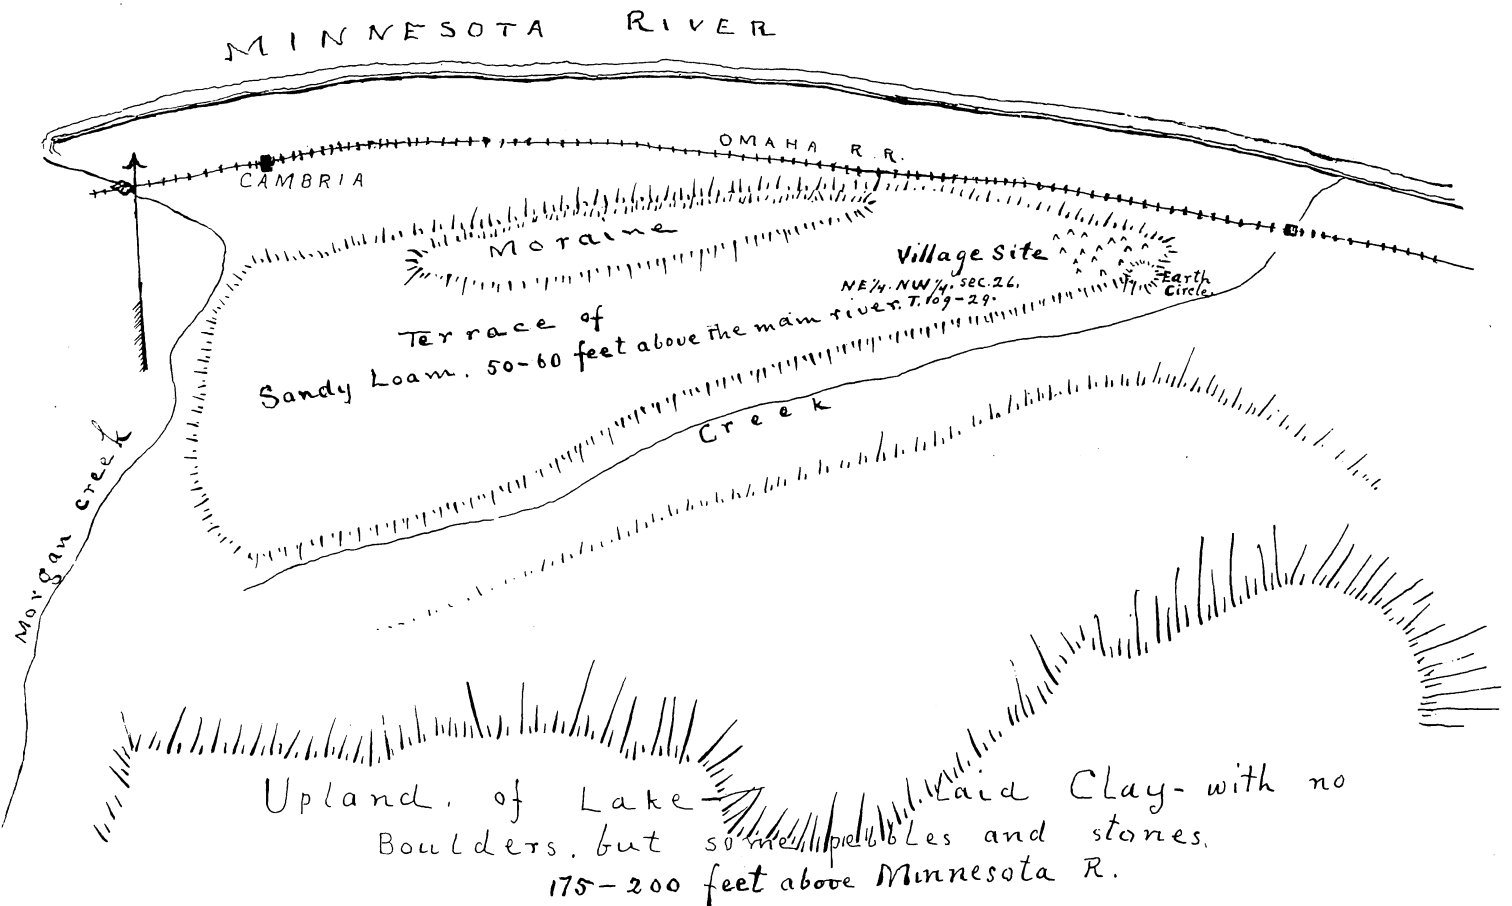 MINNESOTA RIVER
OMAHA R.R.
CAMBRIA
Moraine
Village Site
NE¼. NW¼. sec. 26,
T. 109-29.
Earth
Circle.
Terrace of
Sandy Loam. 50-60 feet above the main river.
Creek
Morgan creek
Upland. of Lake-Laid Clay- with no
Boulders. but some pebbles and stones.
175-200 feet above Minnesota R.